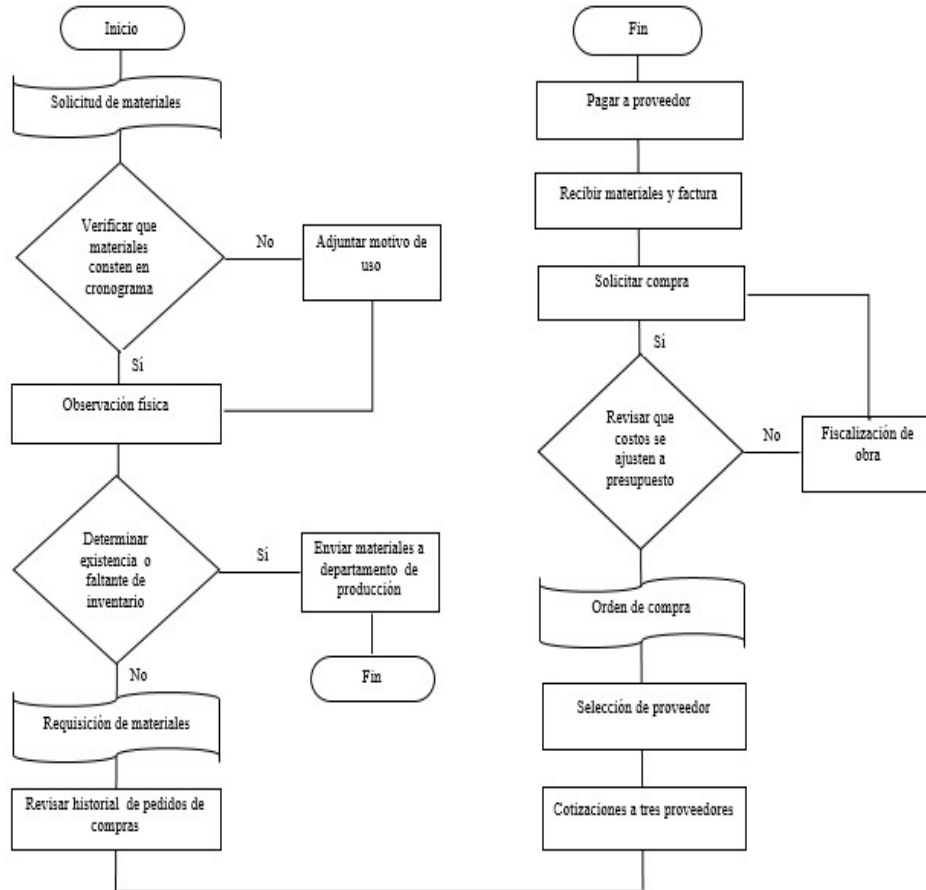 Inicio
Solicitud de materiales
Verificar que
materiales
consten en
cronograma
No
Adjuntar motivo de
uso
Sí
Observación física
Determinar
existencia o
faltante de
inventario
Sí
Enviar materiales a
departamento de
producción
Fin
No
Requisición de materiales
Revisar historial de pedidos de
compras
Fin
Pagar a proveedor
Recibir materiales y factura
Solicitar compra
Sí
Revisar que
costos se
ajusten a
presupuesto
No
Fiscalización de
obra
Orden de compra
Selección de proveedor
Cotizaciones a tres proveedores